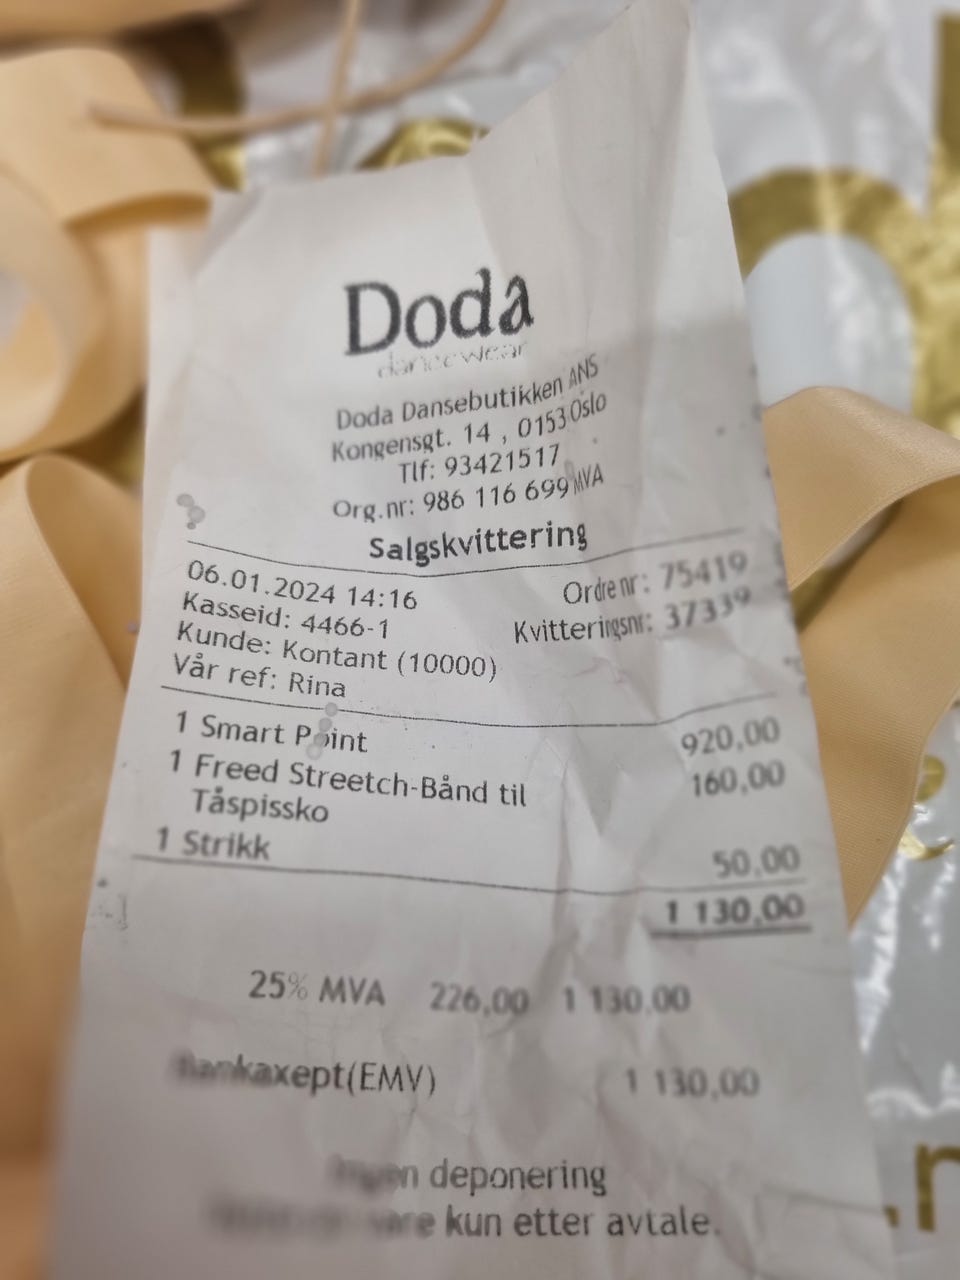 Doda
dancewear
Doda Dansebutikken ANS
Kongensgt. 14 , 0153 Oslo
Tlf: 93421517
Org.nr: 986 116 699 MVA
Salgskvittering
06.01.2024 14:16 Ordre nr: 75419
Kasseid: 4466-1 Kvitteringsnr: 37339
Kunde: Kontant (10000)
Vår ref: Rina
1 Smart Point 920,00
1 Freed Streetch-Bånd til 160,00
Tåspissko
1 Strikk 50,00
1 130,00
25% MVA 226,00 1 130,00
Bankaxept(EMV) 1 130,00
Ingen deponering
vare kun etter avtale.